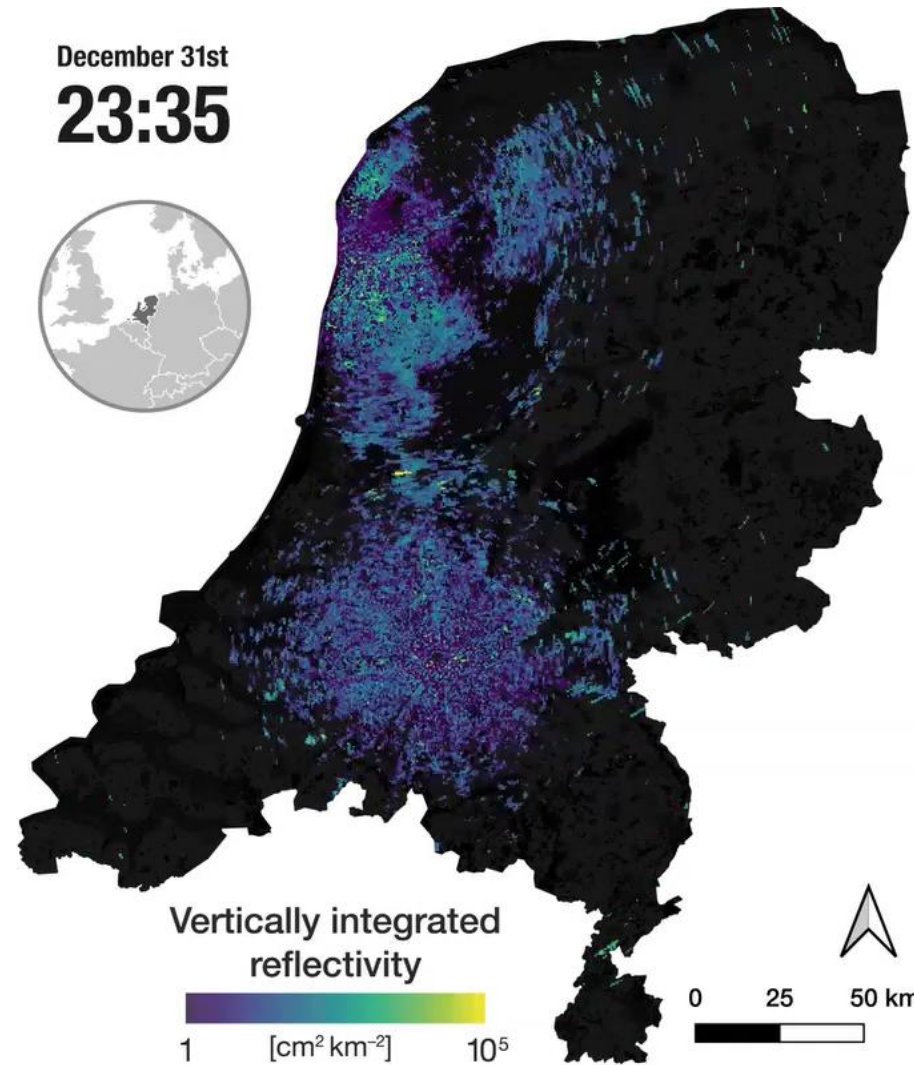 December 31st
23:35
Vertically integrated
reflectivity
1 [cm² km⁻²] 10⁵
0 25 50 km